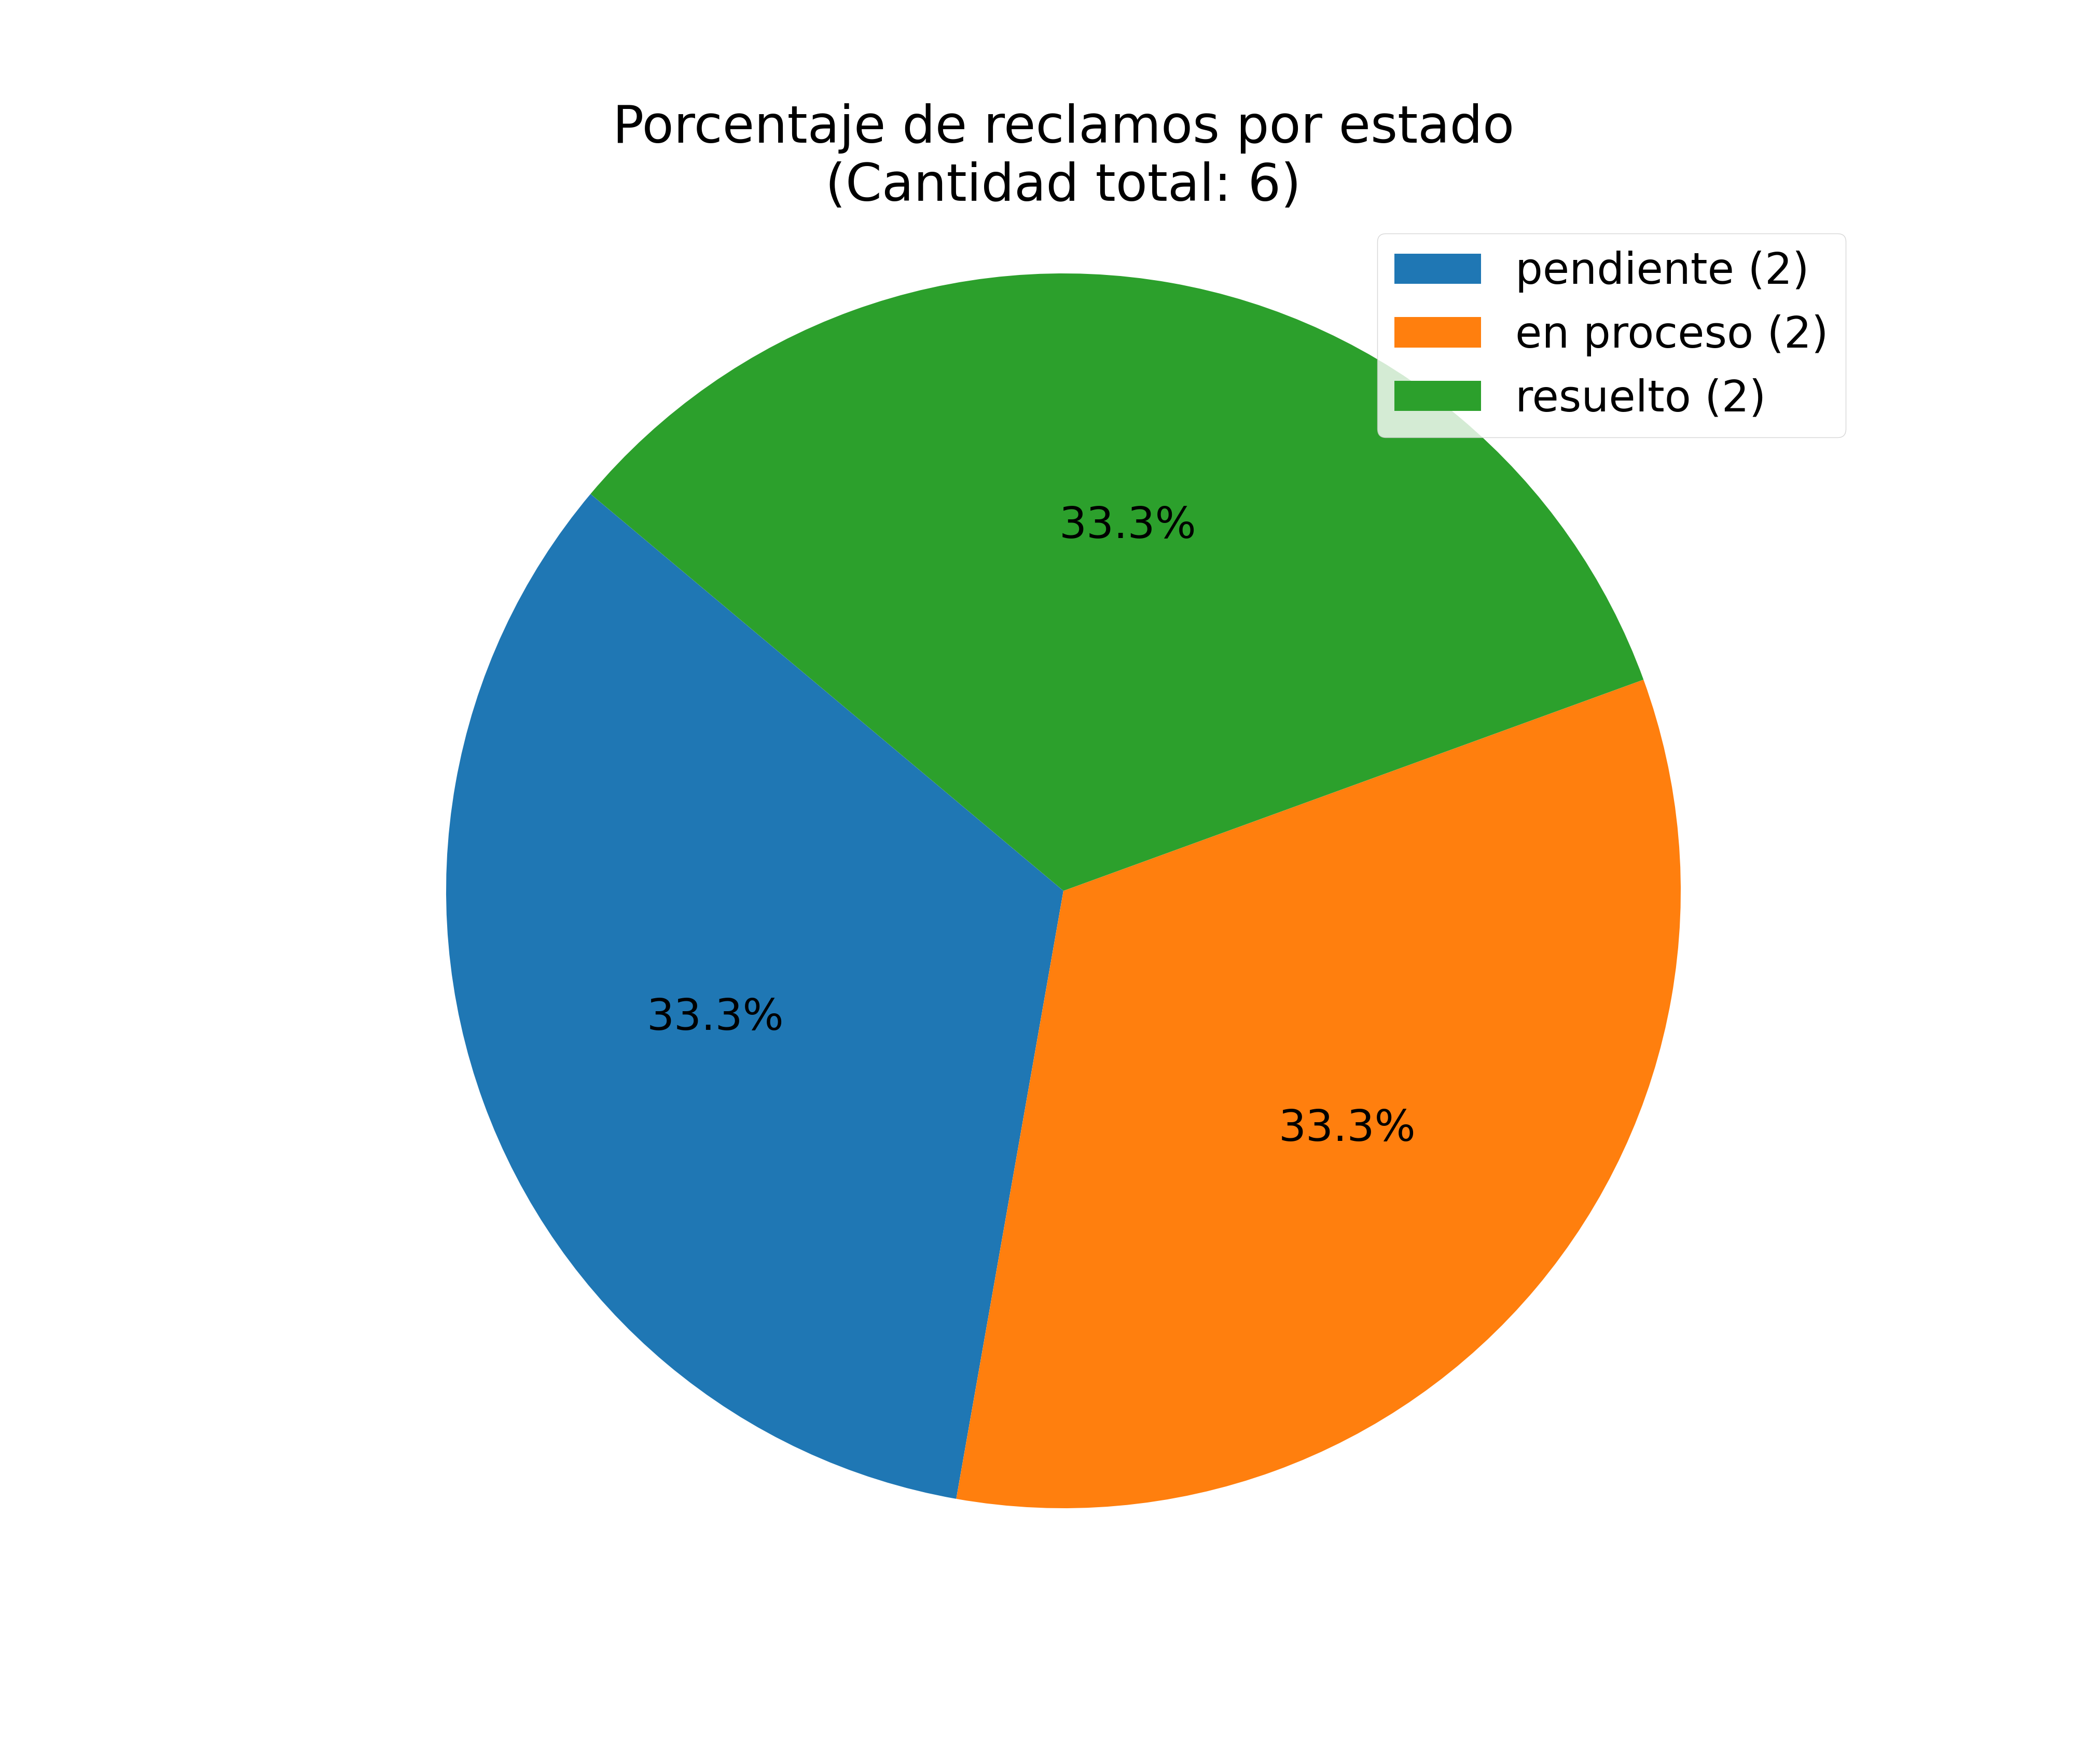 Porcentaje de reclamos por estado
(Cantidad total: 6)
pendiente (2)
en proceso (2)
resuelto (2)
33.3%
33.3%
33.3%